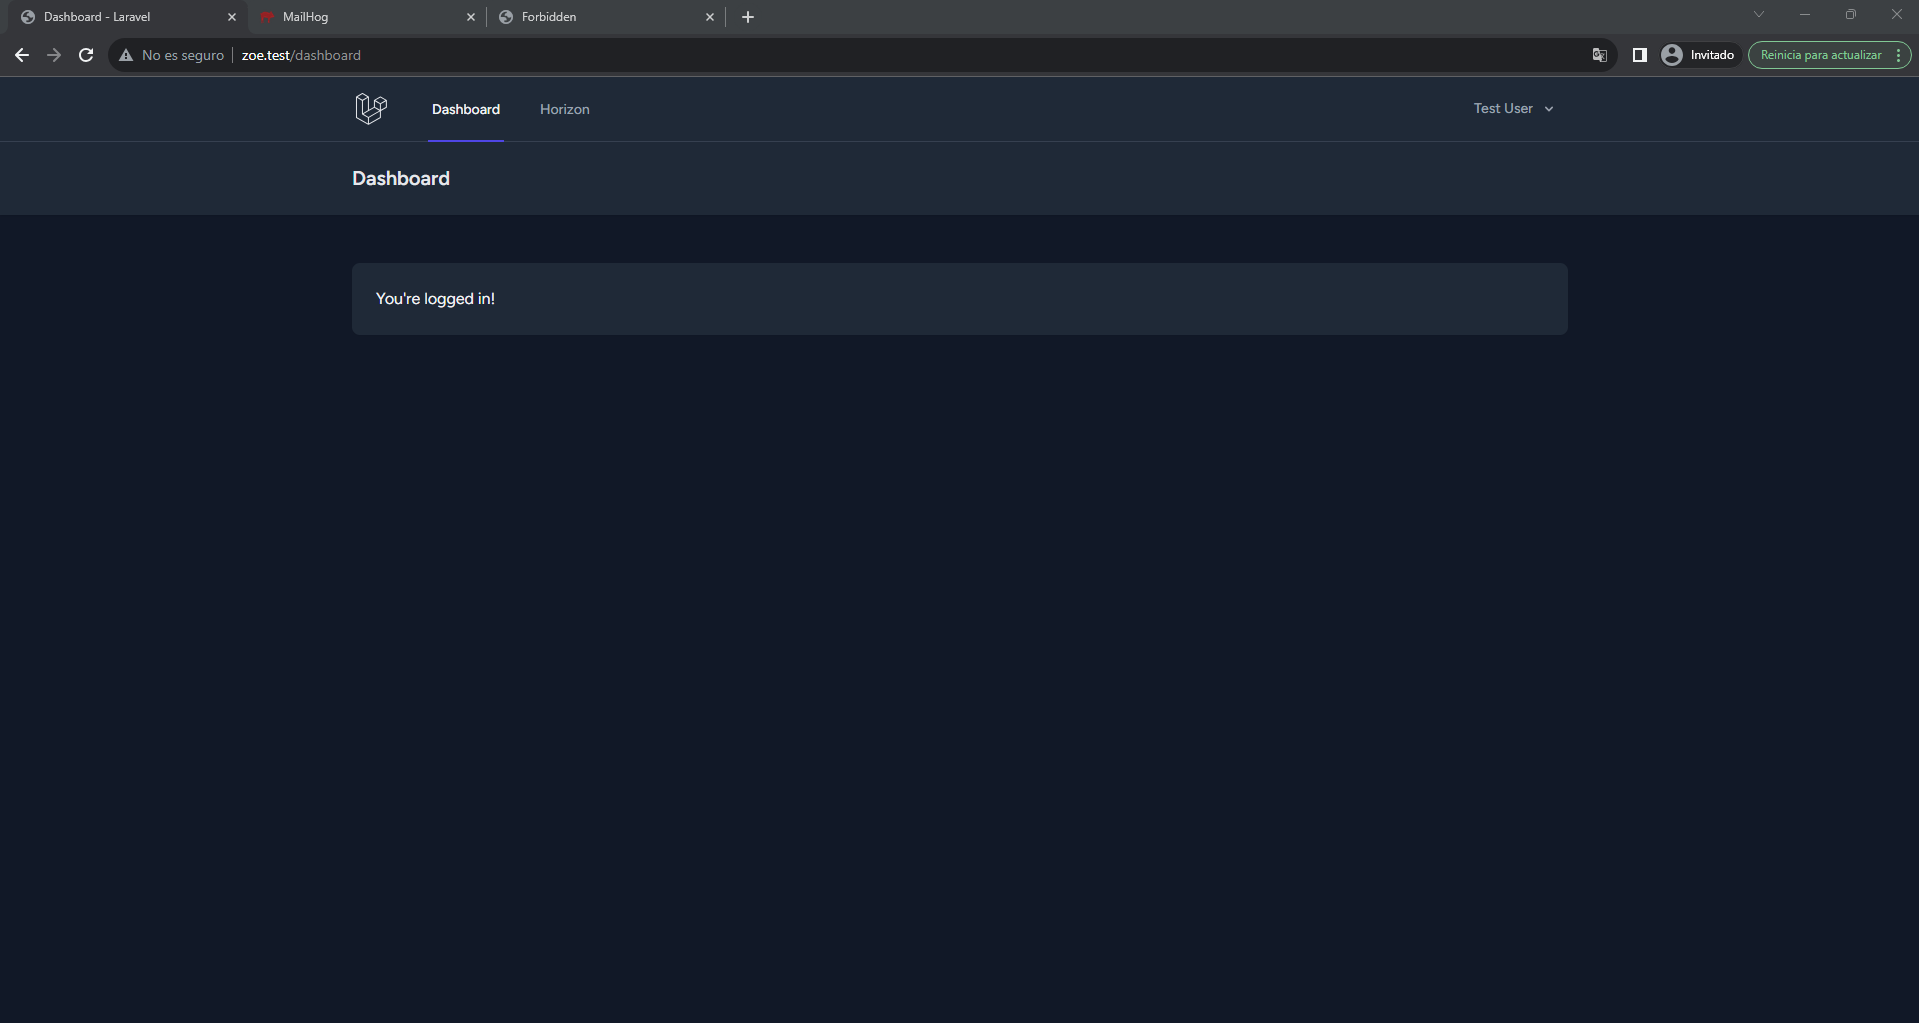 Dashboard - Laravel
MailHog
Forbidden
No es seguro
zoe.test/dashboard
Invitado
Reinicia para actualizar
Dashboard
Horizon
Test User
Dashboard
You're logged in!